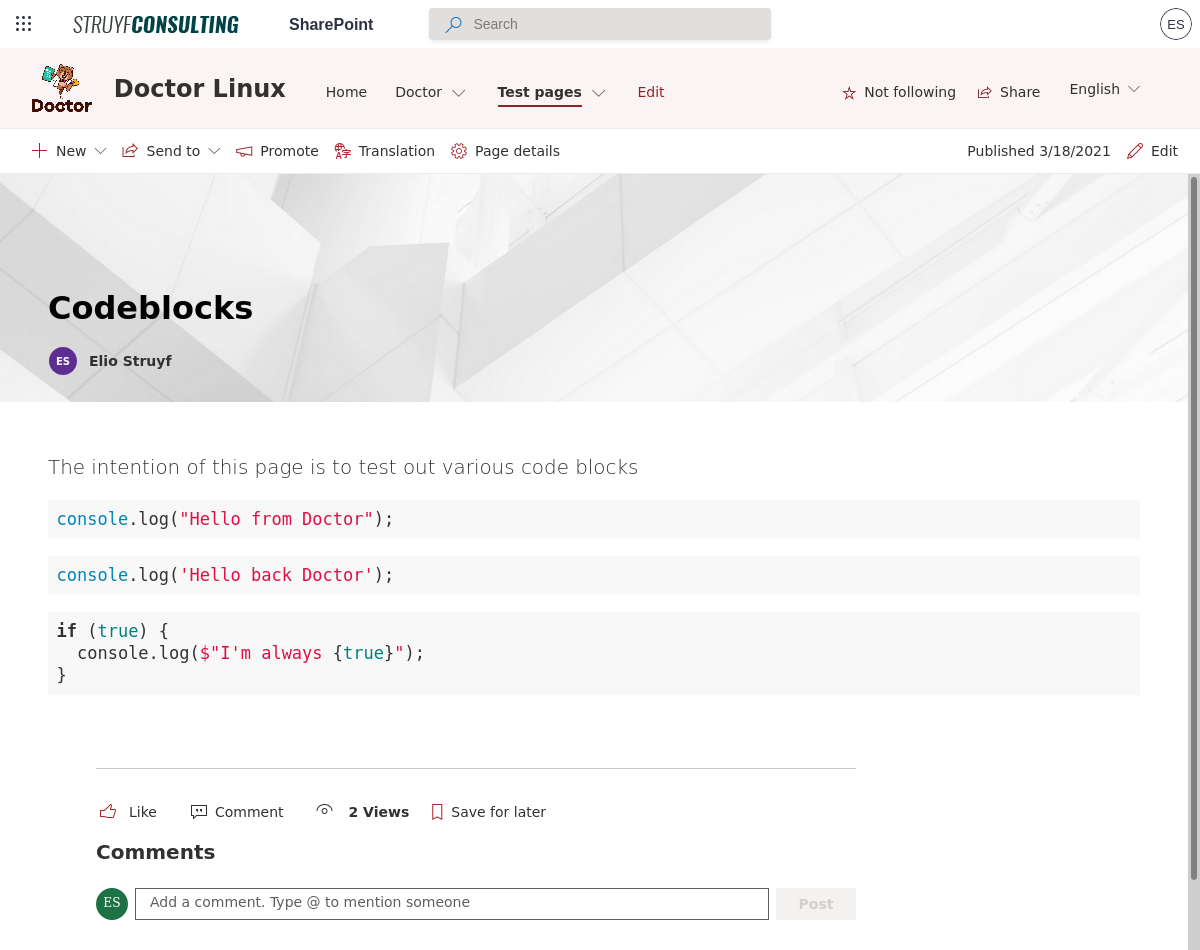 STRUYFCONSULTING SharePoint Search ES
Doctor
Doctor Linux Home Doctor Test pages Edit Not following Share English
New Send to Promote Translation Page details Published 3/18/2021 Edit
Codeblocks
ES Elio Struyf
The intention of this page is to test out various code blocks
console.log("Hello from Doctor");
console.log('Hello back Doctor');
if (true) {
  console.log($"I'm always {true}");
}
Like Comment 2 Views Save for later
Comments
ES Add a comment. Type @ to mention someone Post